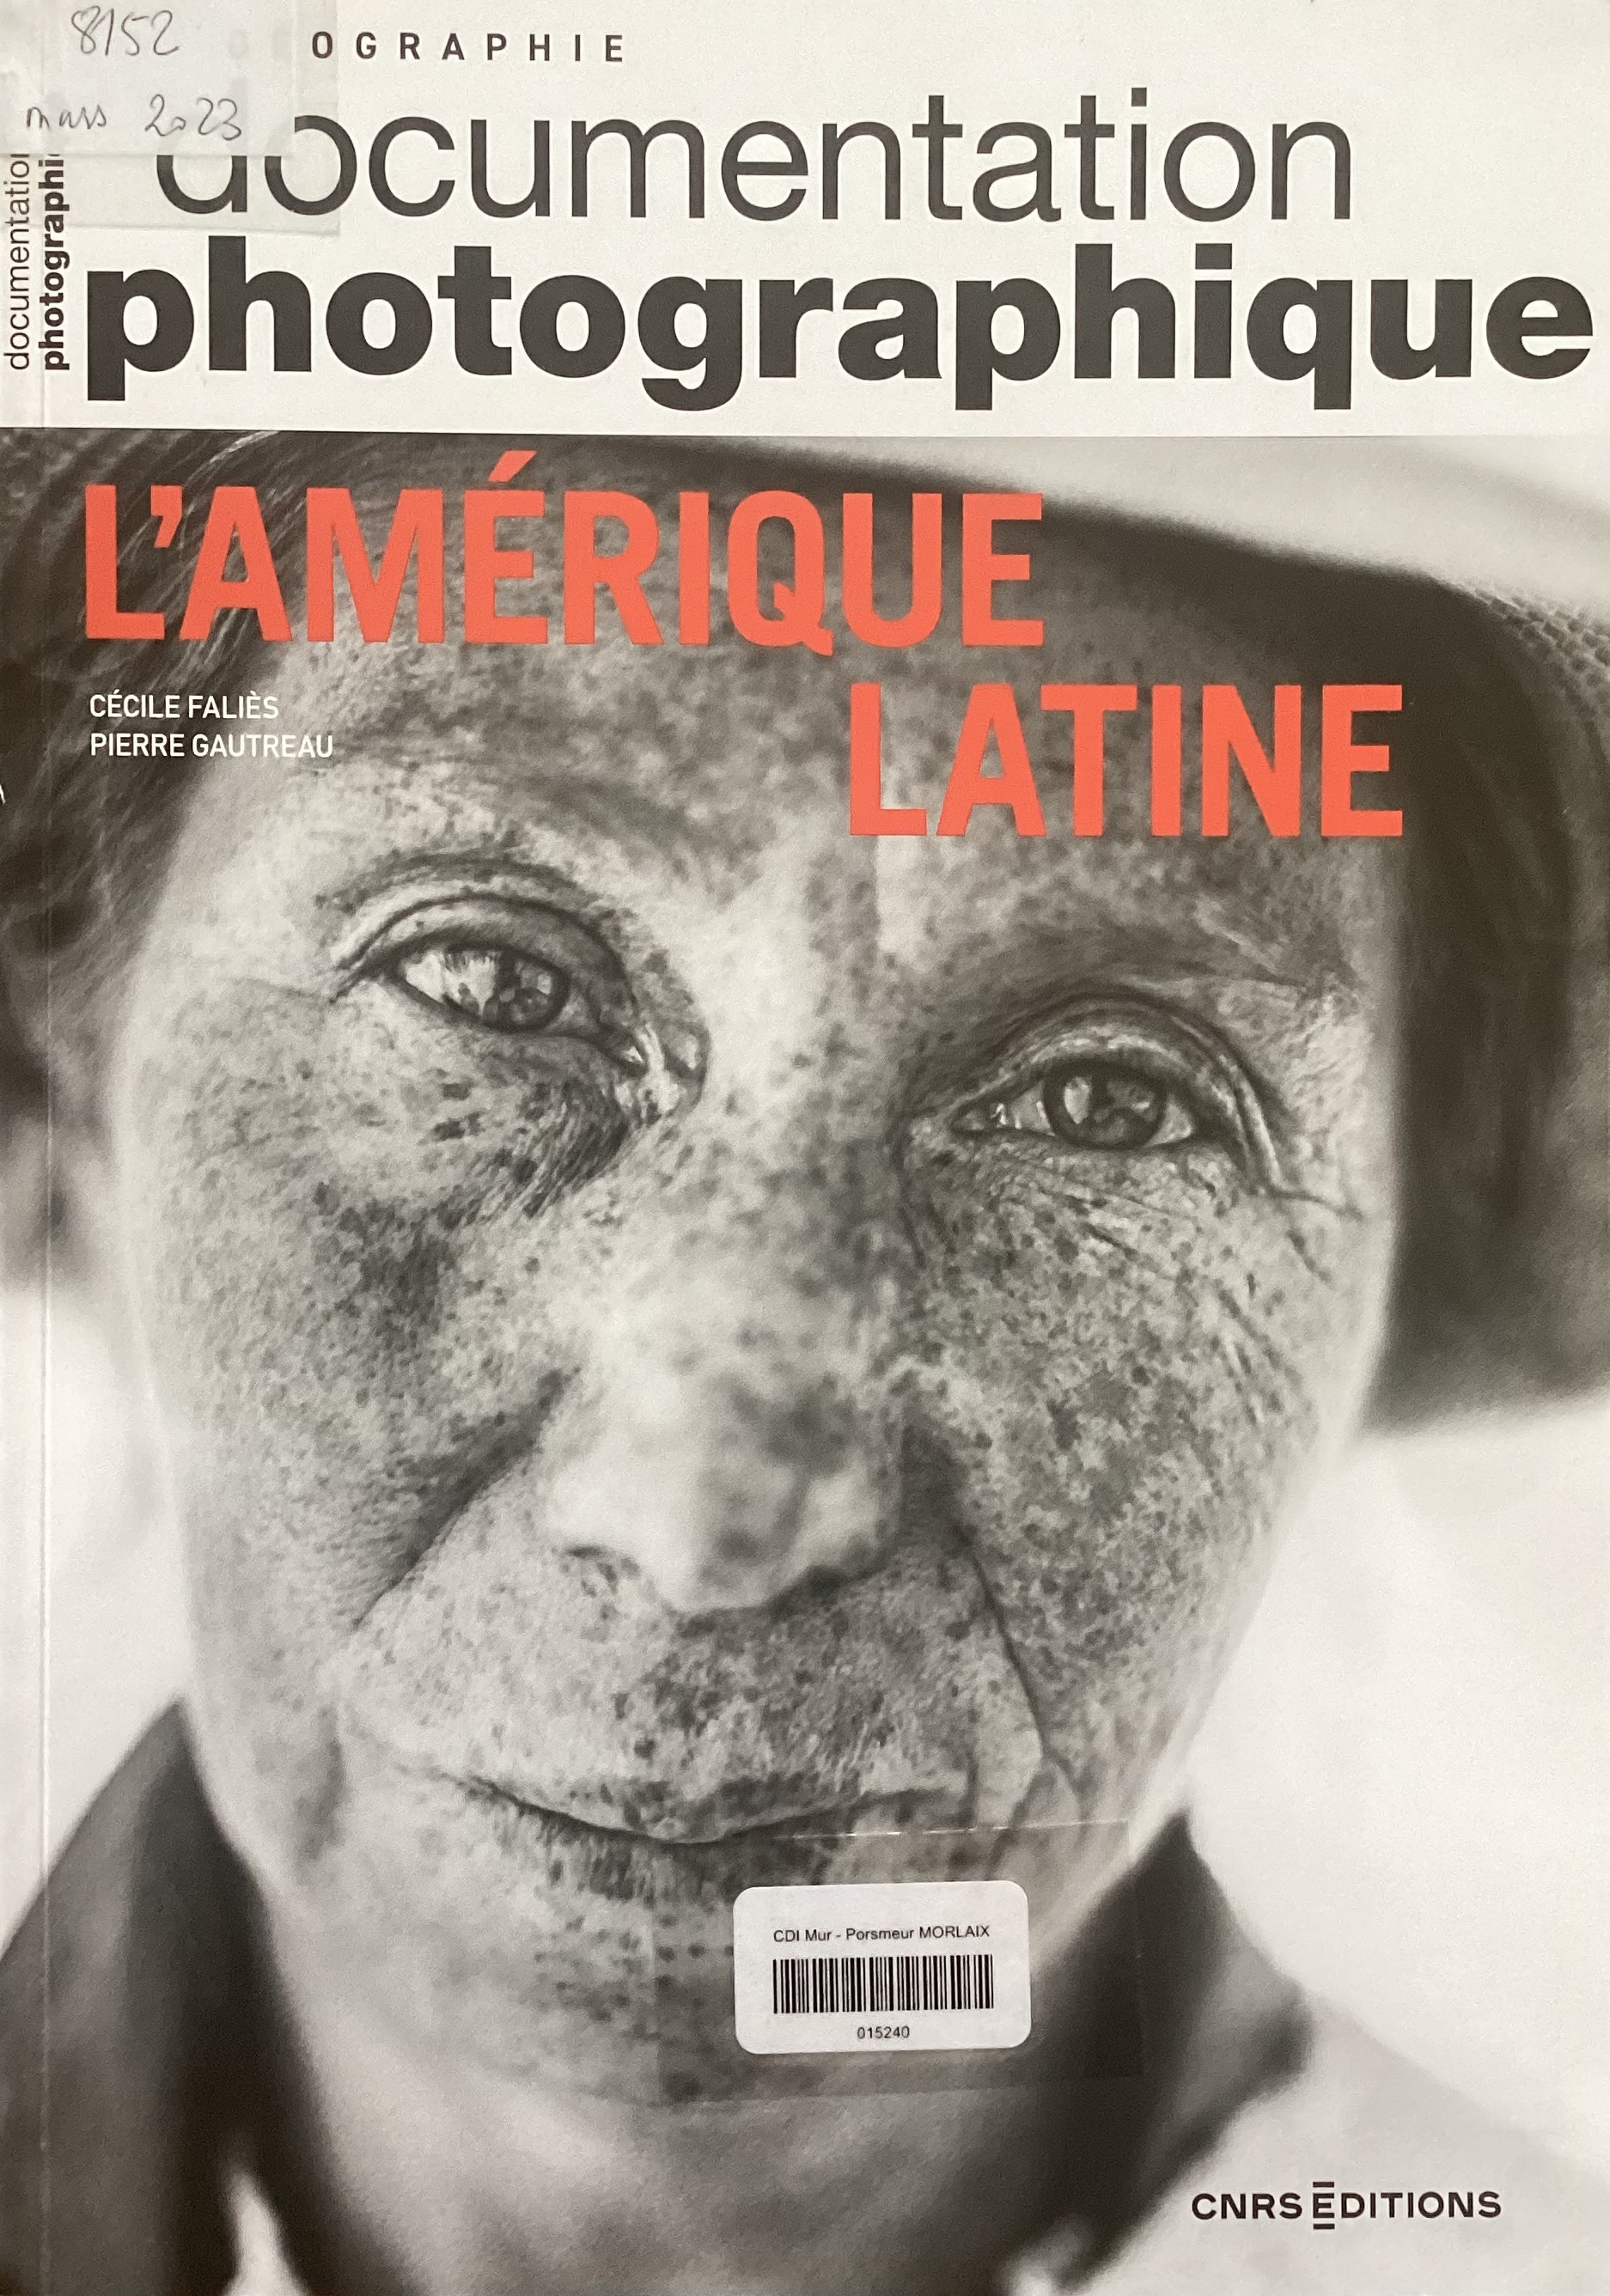 8152
mars 2023
OGRAPHIE
documentation
photographique
documentation
photographi
L'AMÉRIQUE
LATINE
CÉCILE FALIÈS
PIERRE GAUTREAU
CDI Mur - Porsmeur MORLAIX
015240
CNRS ÉDITIONS